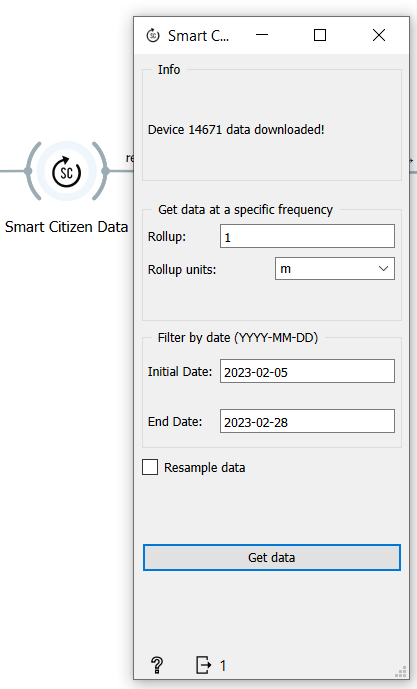 Smart C...
Info
Device 14671 data downloaded!
re
SC
Smart Citizen Data
Get data at a specific frequency
Rollup: 1
Rollup units: m
Filter by date (YYYY-MM-DD)
Initial Date: 2023-02-05
End Date: 2023-02-28
Resample data
Get data
? 1